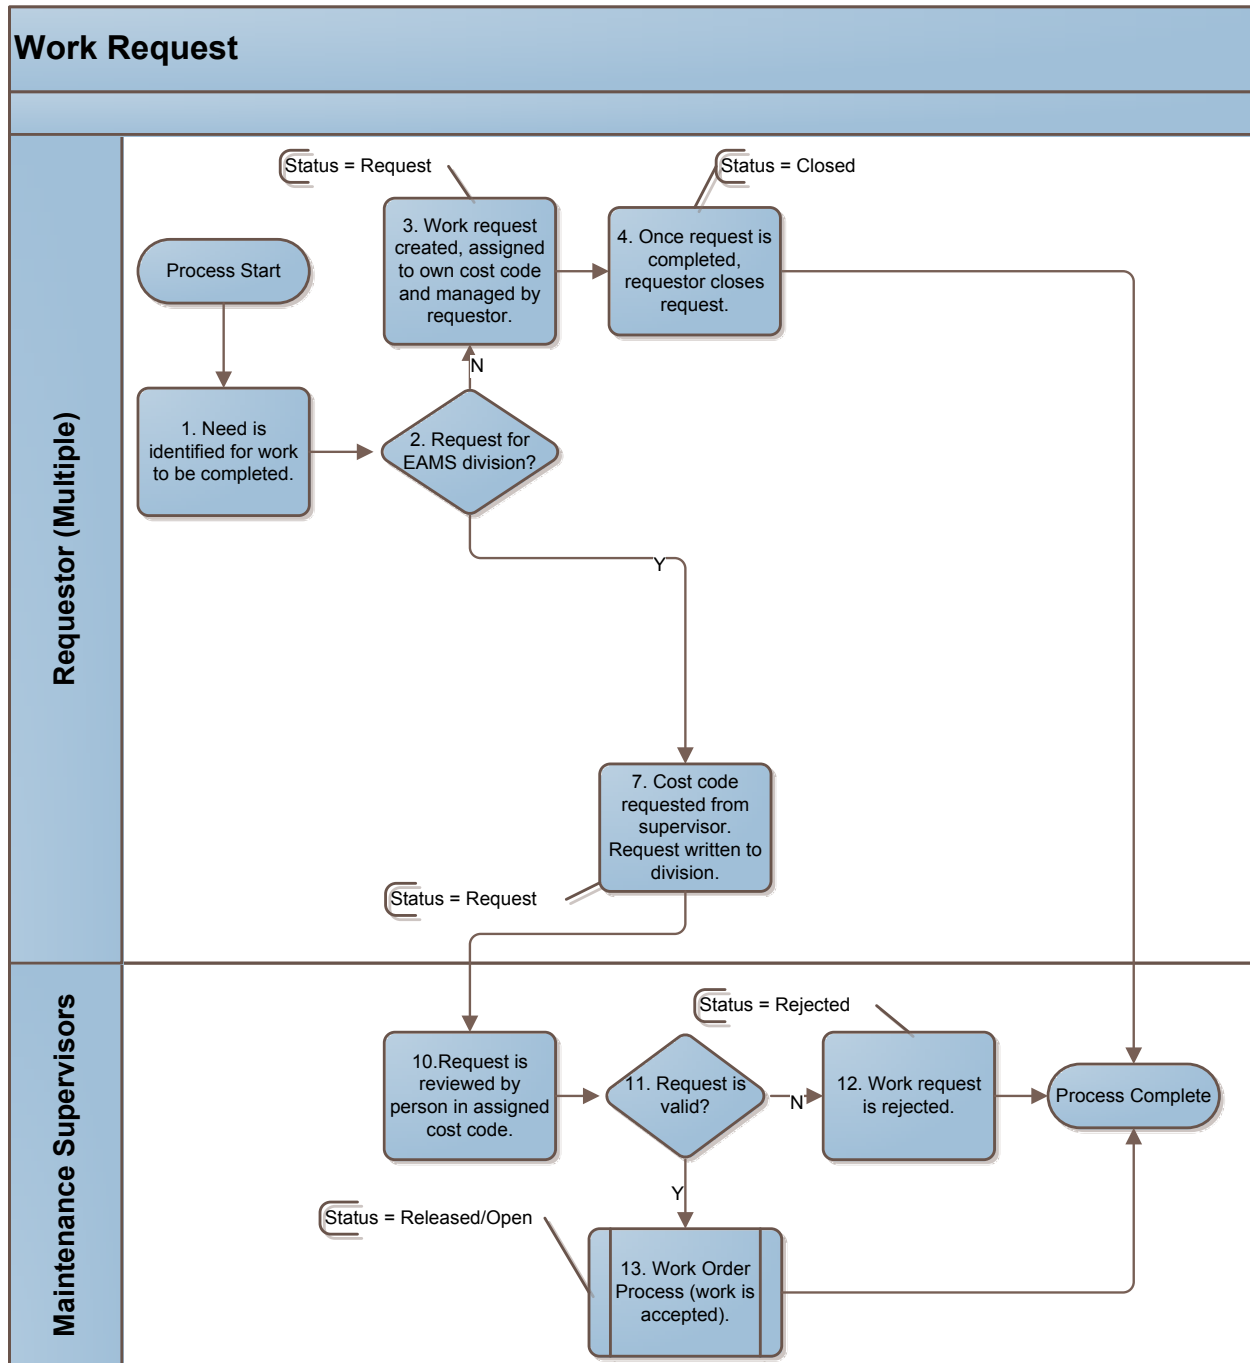 Work Request
Requestor (Multiple)
Status = Request
Status = Closed
Process Start
3. Work request
created, assigned
to own cost code
and managed by
requestor.
4. Once request is
completed,
requestor closes
request.
N
1. Need is
identified for work
to be completed.
2. Request for
EAMS division?
Y
7. Cost code
requested from
supervisor.
Request written to
division.
Status = Request
Maintenance Supervisors
Status = Rejected
10.Request is
reviewed by
person in assigned
cost code.
11. Request is
valid?
N
12. Work request
is rejected.
Process Complete
Y
Status = Released/Open
13. Work Order
Process (work is
accepted).